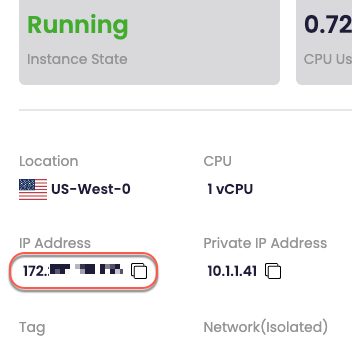 Running
0.72
Instance State
CPU Us
Location
CPU
US-West-0
1 vCPU
IP Address
Private IP Address
172.
10.1.1.41
Tag
Network(Isolated)